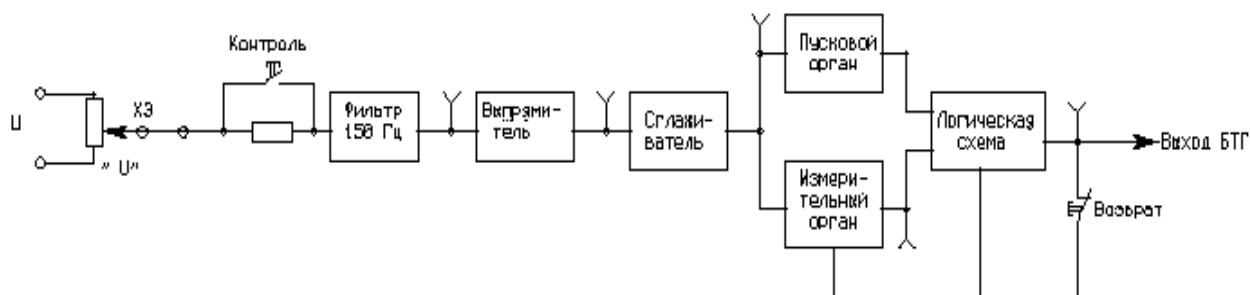 Контроль
U
ХЭ
" U"
Фильтр
150 Гц
Выпрями-
тель
Сглажи-
ватель
Пусковой
орган
Измери-
тельный
орган
Логическая
схема
Выход БТГ
Возврат